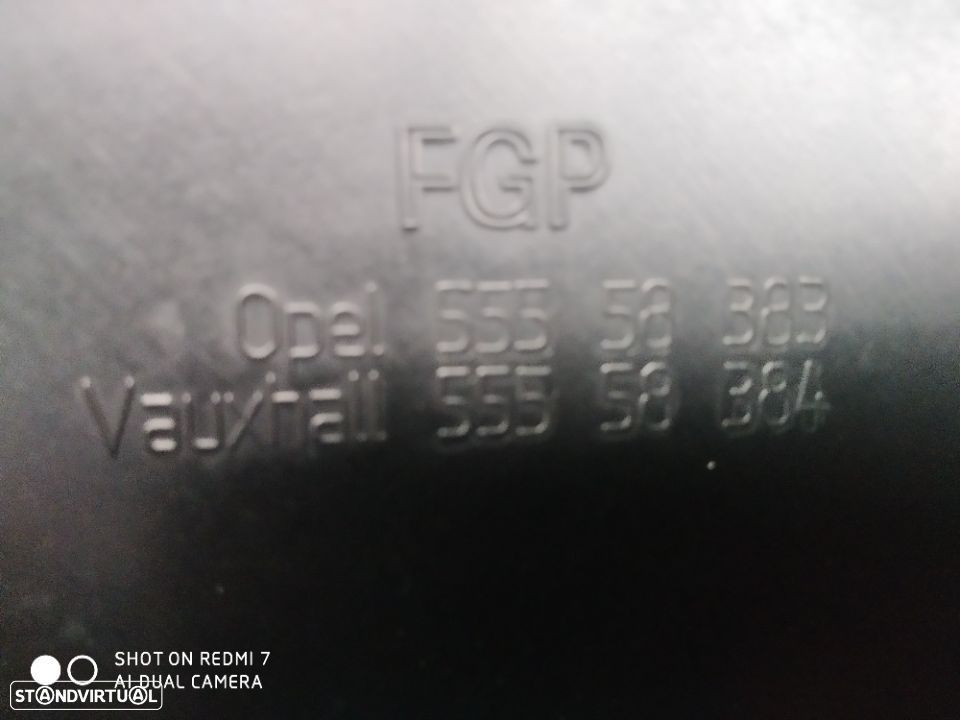 FGP
Opel 555 58 383
Vauxhall 555 58 384
SHOT ON REDMI 7
AI DUAL CAMERA
STANDVIRTUAL